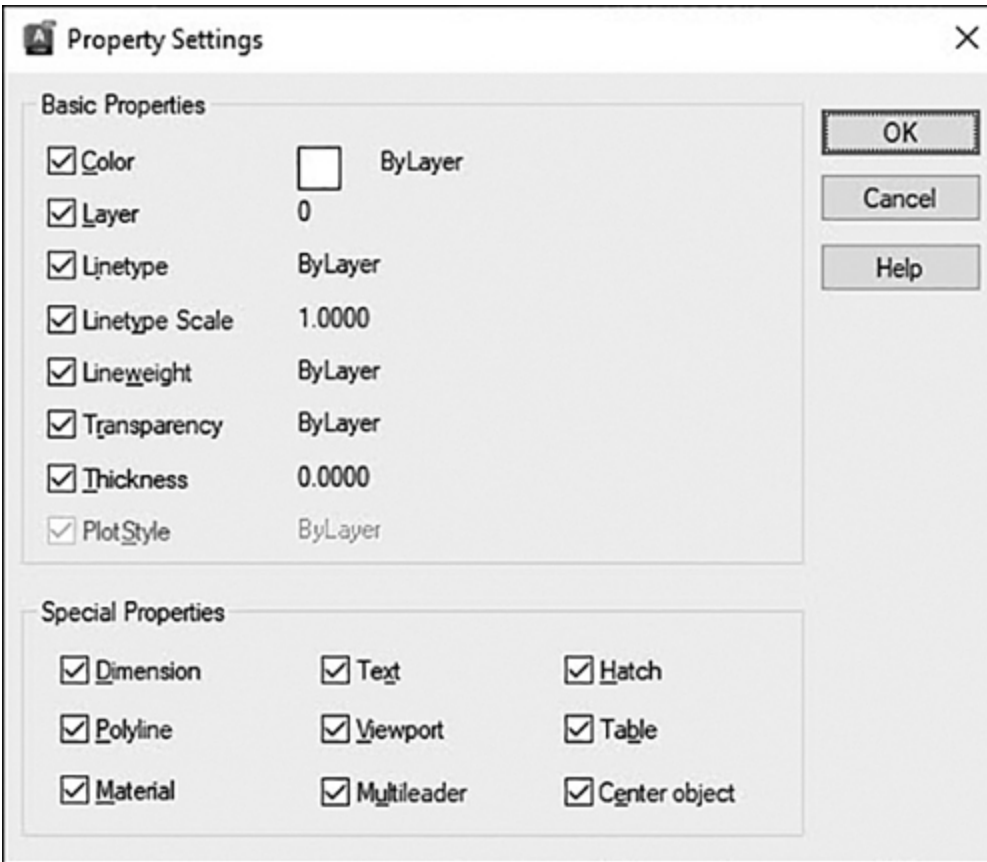 Property Settings
Basic Properties
Color ByLayer
Layer 0
Linetype ByLayer
Linetype Scale 1.0000
Lineweight ByLayer
Transparency ByLayer
Thickness 0.0000
PlotStyle ByLayer
OK
Cancel
Help
Special Properties
Dimension Text Hatch
Polyline Viewport Table
Material Multileader Center object